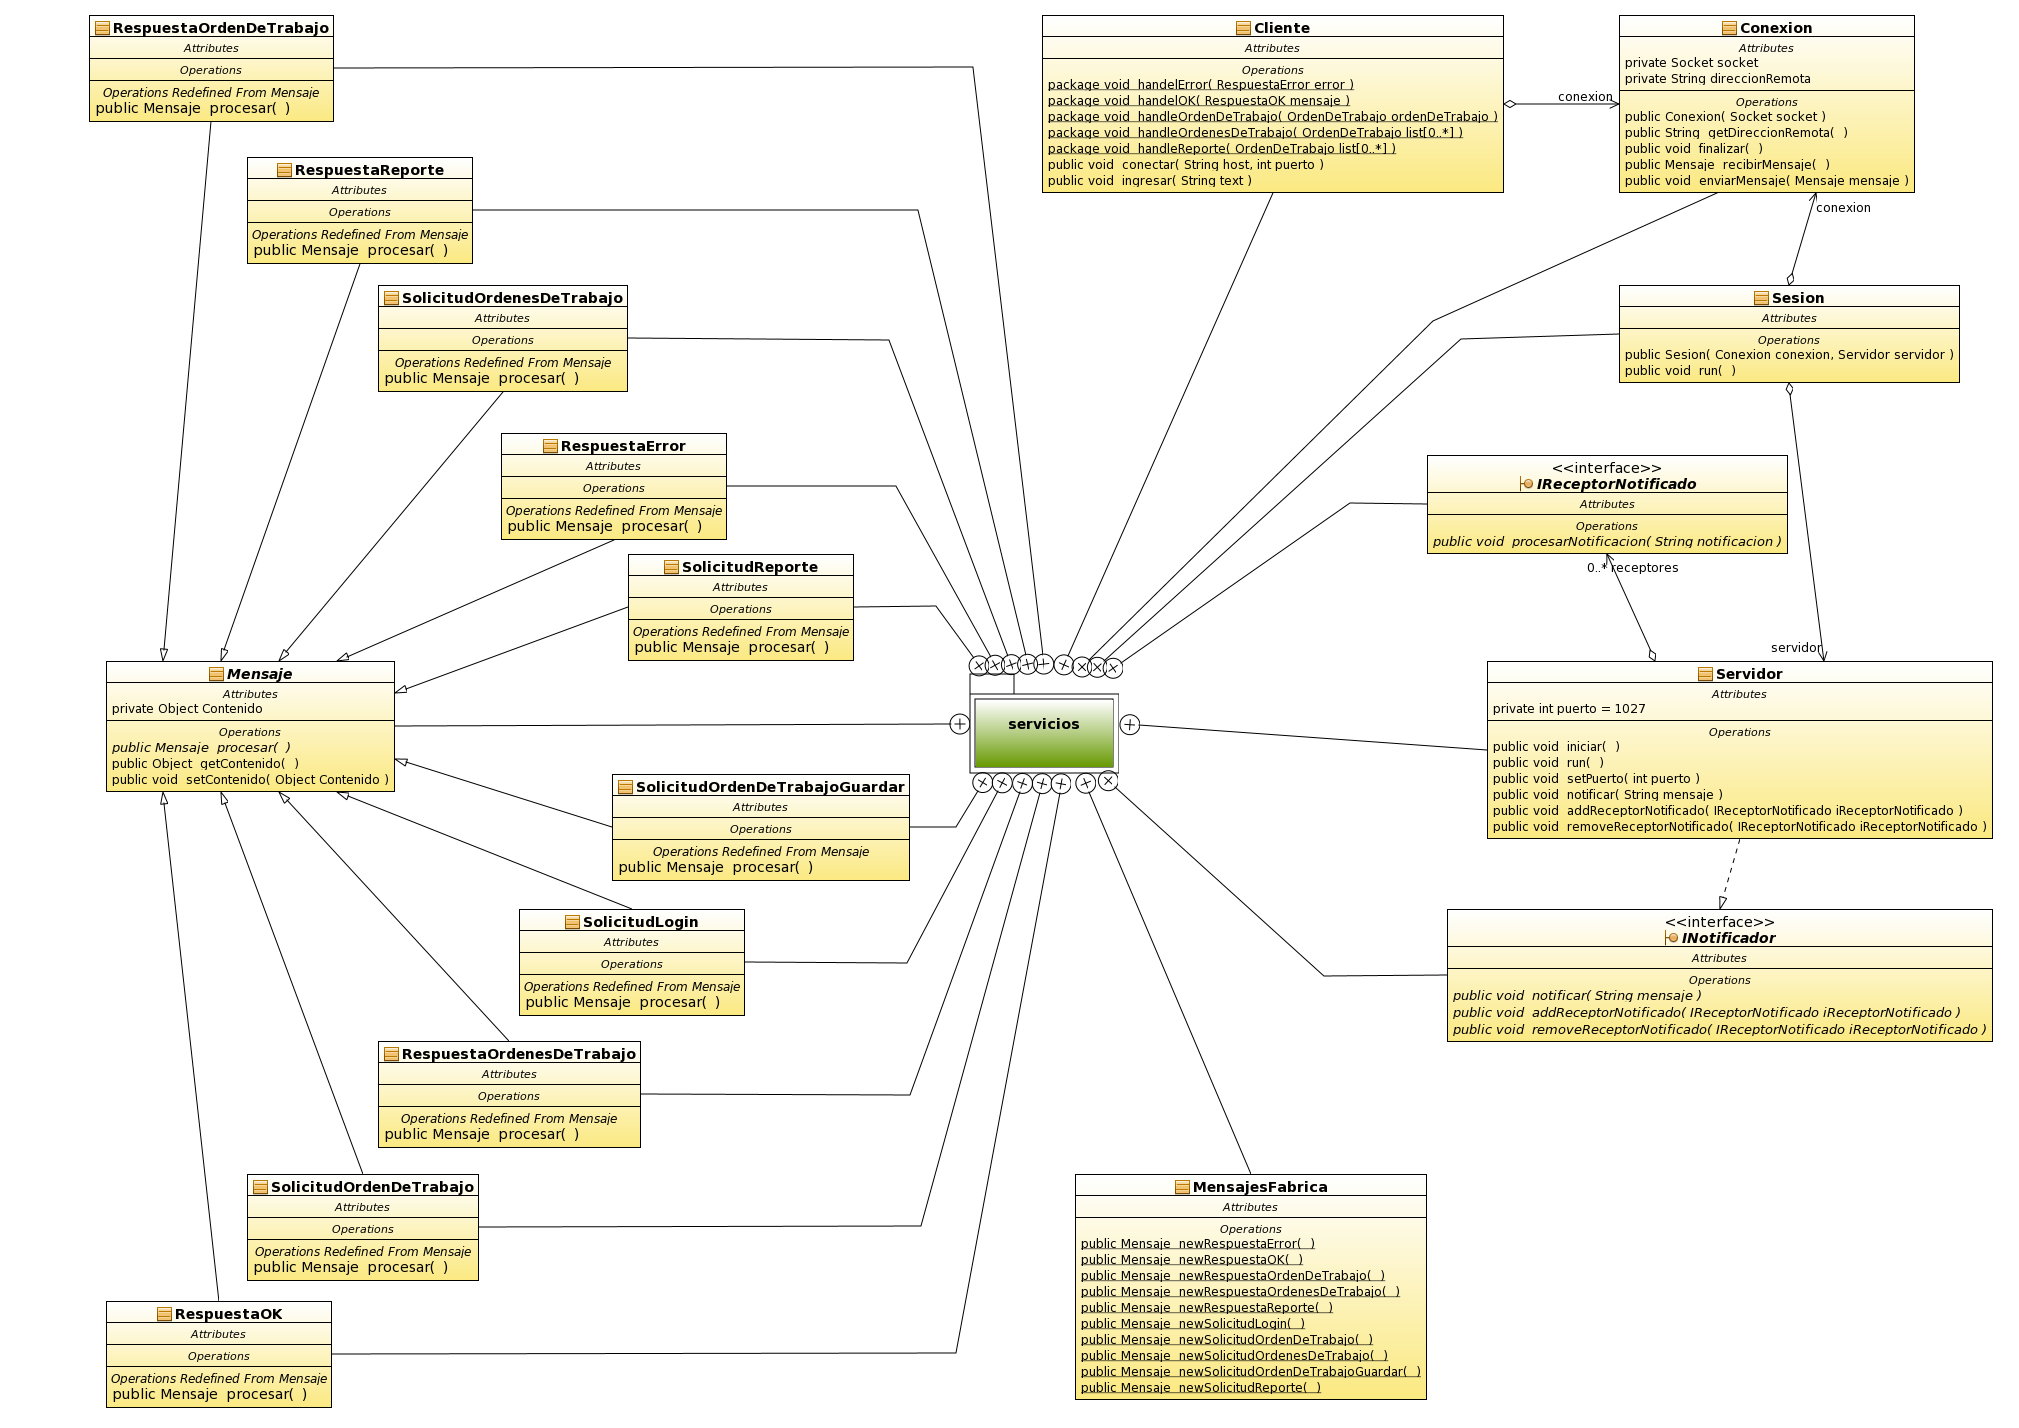 RespuestaOrdenDeTrabajo
Attributes
Operations
Operations Redefined From Mensaje
public Mensaje procesar( )
Cliente
Attributes
Operations
package void handelError( RespuestaError error )
package void handelOK( RespuestaOK mensaje )
package void handleOrdenDeTrabajo( OrdenDeTrabajo ordenDeTrabajo )
package void handleOrdenesDeTrabajo( OrdenDeTrabajo list[0..*] )
package void handleReporte( OrdenDeTrabajo list[0..*] )
public void conectar( String host, int puerto )
public void ingresar( String text )
conexion
Conexion
Attributes
private Socket socket
private String direccionRemota
Operations
public Conexion( Socket socket )
public String getDireccionRemota( )
public void finalizar( )
public Mensaje recibirMensaje( )
public void enviarMensaje( Mensaje mensaje )
conexion
RespuestaReporte
Attributes
Operations
Operations Redefined From Mensaje
public Mensaje procesar( )
SolicitudOrdenesDeTrabajo
Attributes
Operations
Operations Redefined From Mensaje
public Mensaje procesar( )
Sesion
Attributes
Operations
public Sesion( Conexion conexion, Servidor servidor )
public void run( )
RespuestaError
Attributes
Operations
Operations Redefined From Mensaje
public Mensaje procesar( )
<<interface>>
IReceptorNotificado
Attributes
Operations
public void procesarNotificacion( String notificacion )
0..* receptores
SolicitudReporte
Attributes
Operations
Operations Redefined From Mensaje
public Mensaje procesar( )
servidor
Mensaje
Attributes
private Object Contenido
Operations
public Mensaje procesar( )
public Object getContenido( )
public void setContenido( Object Contenido )
servicios
Servidor
Attributes
private int puerto = 1027
Operations
public void iniciar( )
public void run( )
public void setPuerto( int puerto )
public void notificar( String mensaje )
public void addReceptorNotificado( IReceptorNotificado iReceptorNotificado )
public void removeReceptorNotificado( IReceptorNotificado iReceptorNotificado )
SolicitudOrdenDeTrabajoGuardar
Attributes
Operations
Operations Redefined From Mensaje
public Mensaje procesar( )
SolicitudLogin
Attributes
Operations
Operations Redefined From Mensaje
public Mensaje procesar( )
<<interface>>
INotificador
Attributes
Operations
public void notificar( String mensaje )
public void addReceptorNotificado( IReceptorNotificado iReceptorNotificado )
public void removeReceptorNotificado( IReceptorNotificado iReceptorNotificado )
RespuestaOrdenesDeTrabajo
Attributes
Operations
Operations Redefined From Mensaje
public Mensaje procesar( )
SolicitudOrdenDeTrabajo
Attributes
Operations
Operations Redefined From Mensaje
public Mensaje procesar( )
MensajesFabrica
Attributes
Operations
public Mensaje newRespuestaError( )
public Mensaje newRespuestaOK( )
public Mensaje newRespuestaOrdenDeTrabajo( )
public Mensaje newRespuestaOrdenesDeTrabajo( )
public Mensaje newRespuestaReporte( )
public Mensaje newSolicitudLogin( )
public Mensaje newSolicitudOrdenDeTrabajo( )
public Mensaje newSolicitudOrdenesDeTrabajo( )
public Mensaje newSolicitudOrdenDeTrabajoGuardar( )
public Mensaje newSolicitudReporte( )
RespuestaOK
Attributes
Operations
Operations Redefined From Mensaje
public Mensaje procesar( )